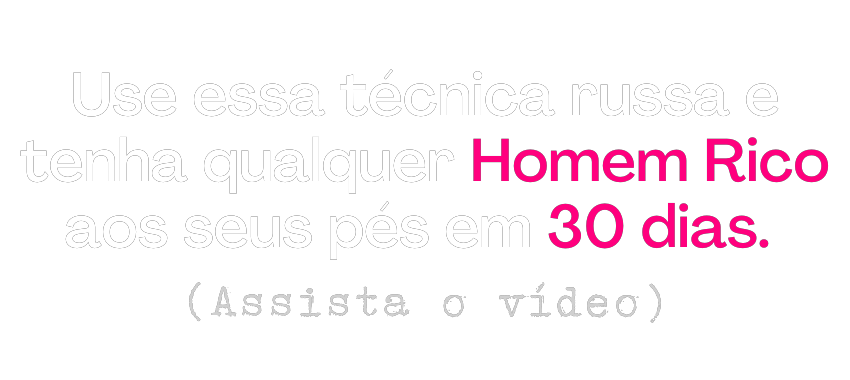 Use essa técnica russa e
tenha qualquer Homem Rico
aos seus pés em 30 dias.
(Assista o vídeo)